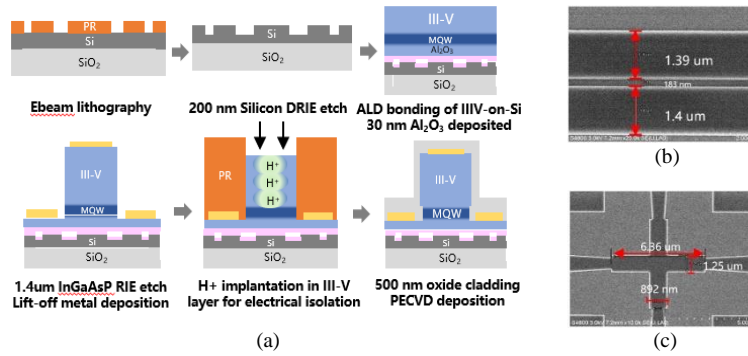 PR
Si
SiO₂
Ebeam lithography
Si
SiO₂
200 nm Silicon DRIE etch
III-V
MQW
Al₂O₃
Si
SiO₂
ALD bonding of IIIV-on-Si
30 nm Al₂O₃ deposited
III-V
MQW
Si
SiO₂
1.4um InGaAsP RIE etch
Lift-off metal deposition
PR
H⁺
H⁺
H⁺
Si
SiO₂
H+ implantation in III-V
layer for electrical isolation
III-V
MQW
Si
SiO₂
500 nm oxide cladding
PECVD deposition
(a)
1.39 um
183 nm
1.4 um
(b)
6.36 um
1.25 um
892 nm
(c)